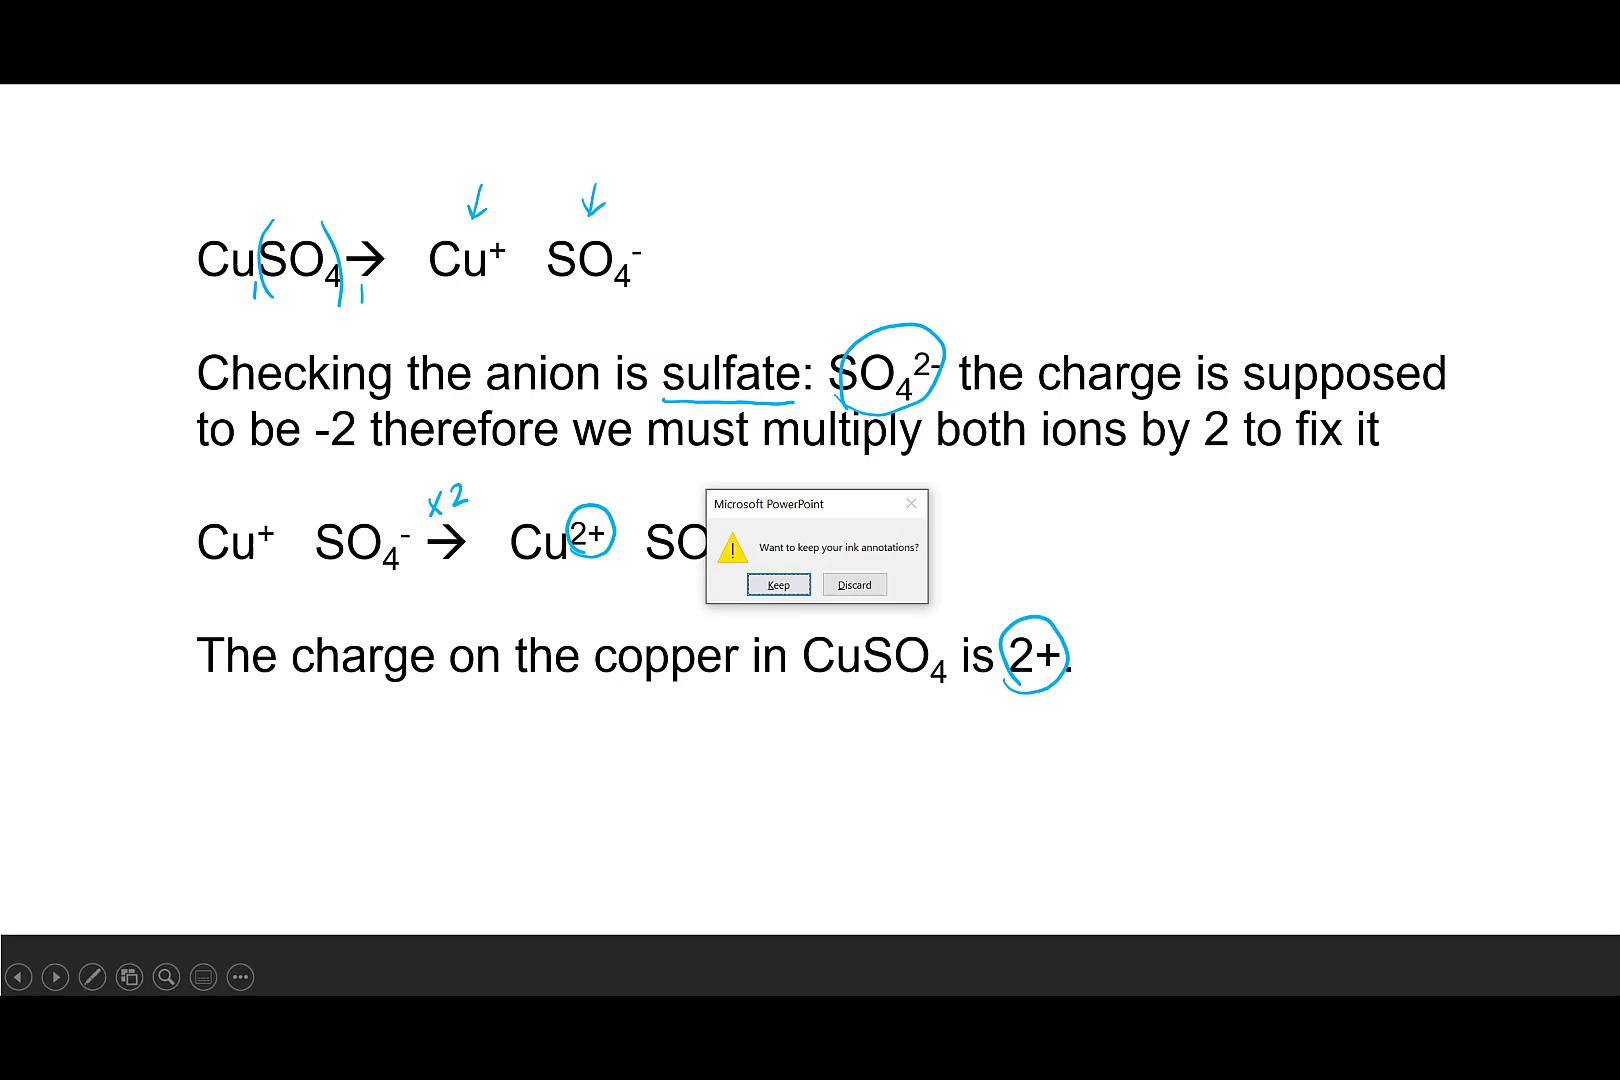 CuSO₄ → Cu⁺ SO₄⁻
1 1
Checking the anion is sulfate: SO₄²⁻ the charge is supposed
to be -2 therefore we must multiply both ions by 2 to fix it
x2
Cu⁺ SO₄⁻ → Cu²⁺ SO
Microsoft PowerPoint
Want to keep your ink annotations?
Keep Discard
The charge on the copper in CuSO₄ is 2+.